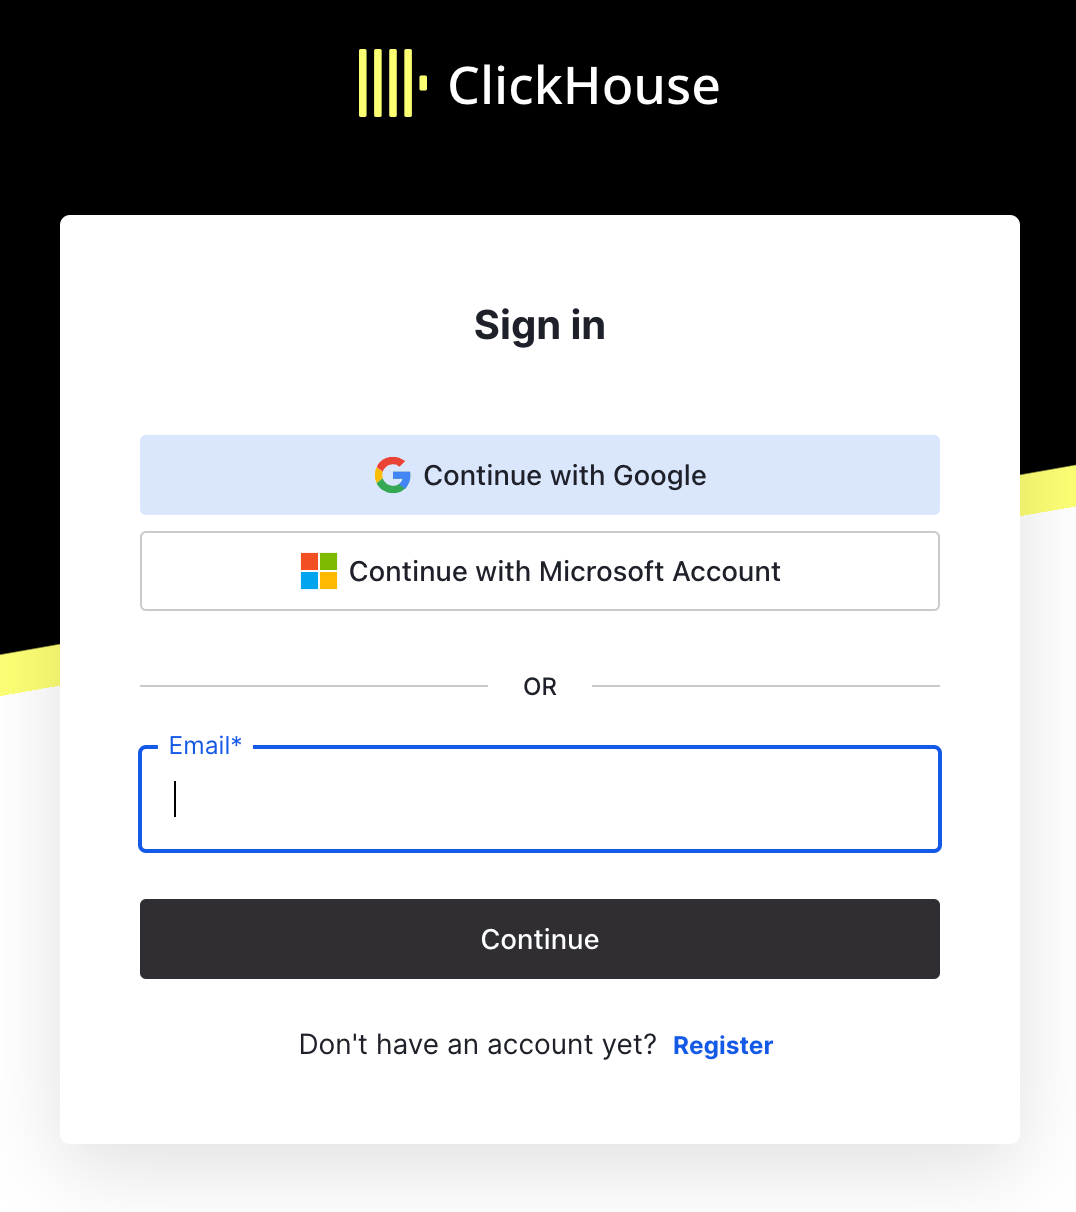 ClickHouse
Sign in
Continue with Google
Continue with Microsoft Account
OR
Email*
Continue
Don't have an account yet? Register